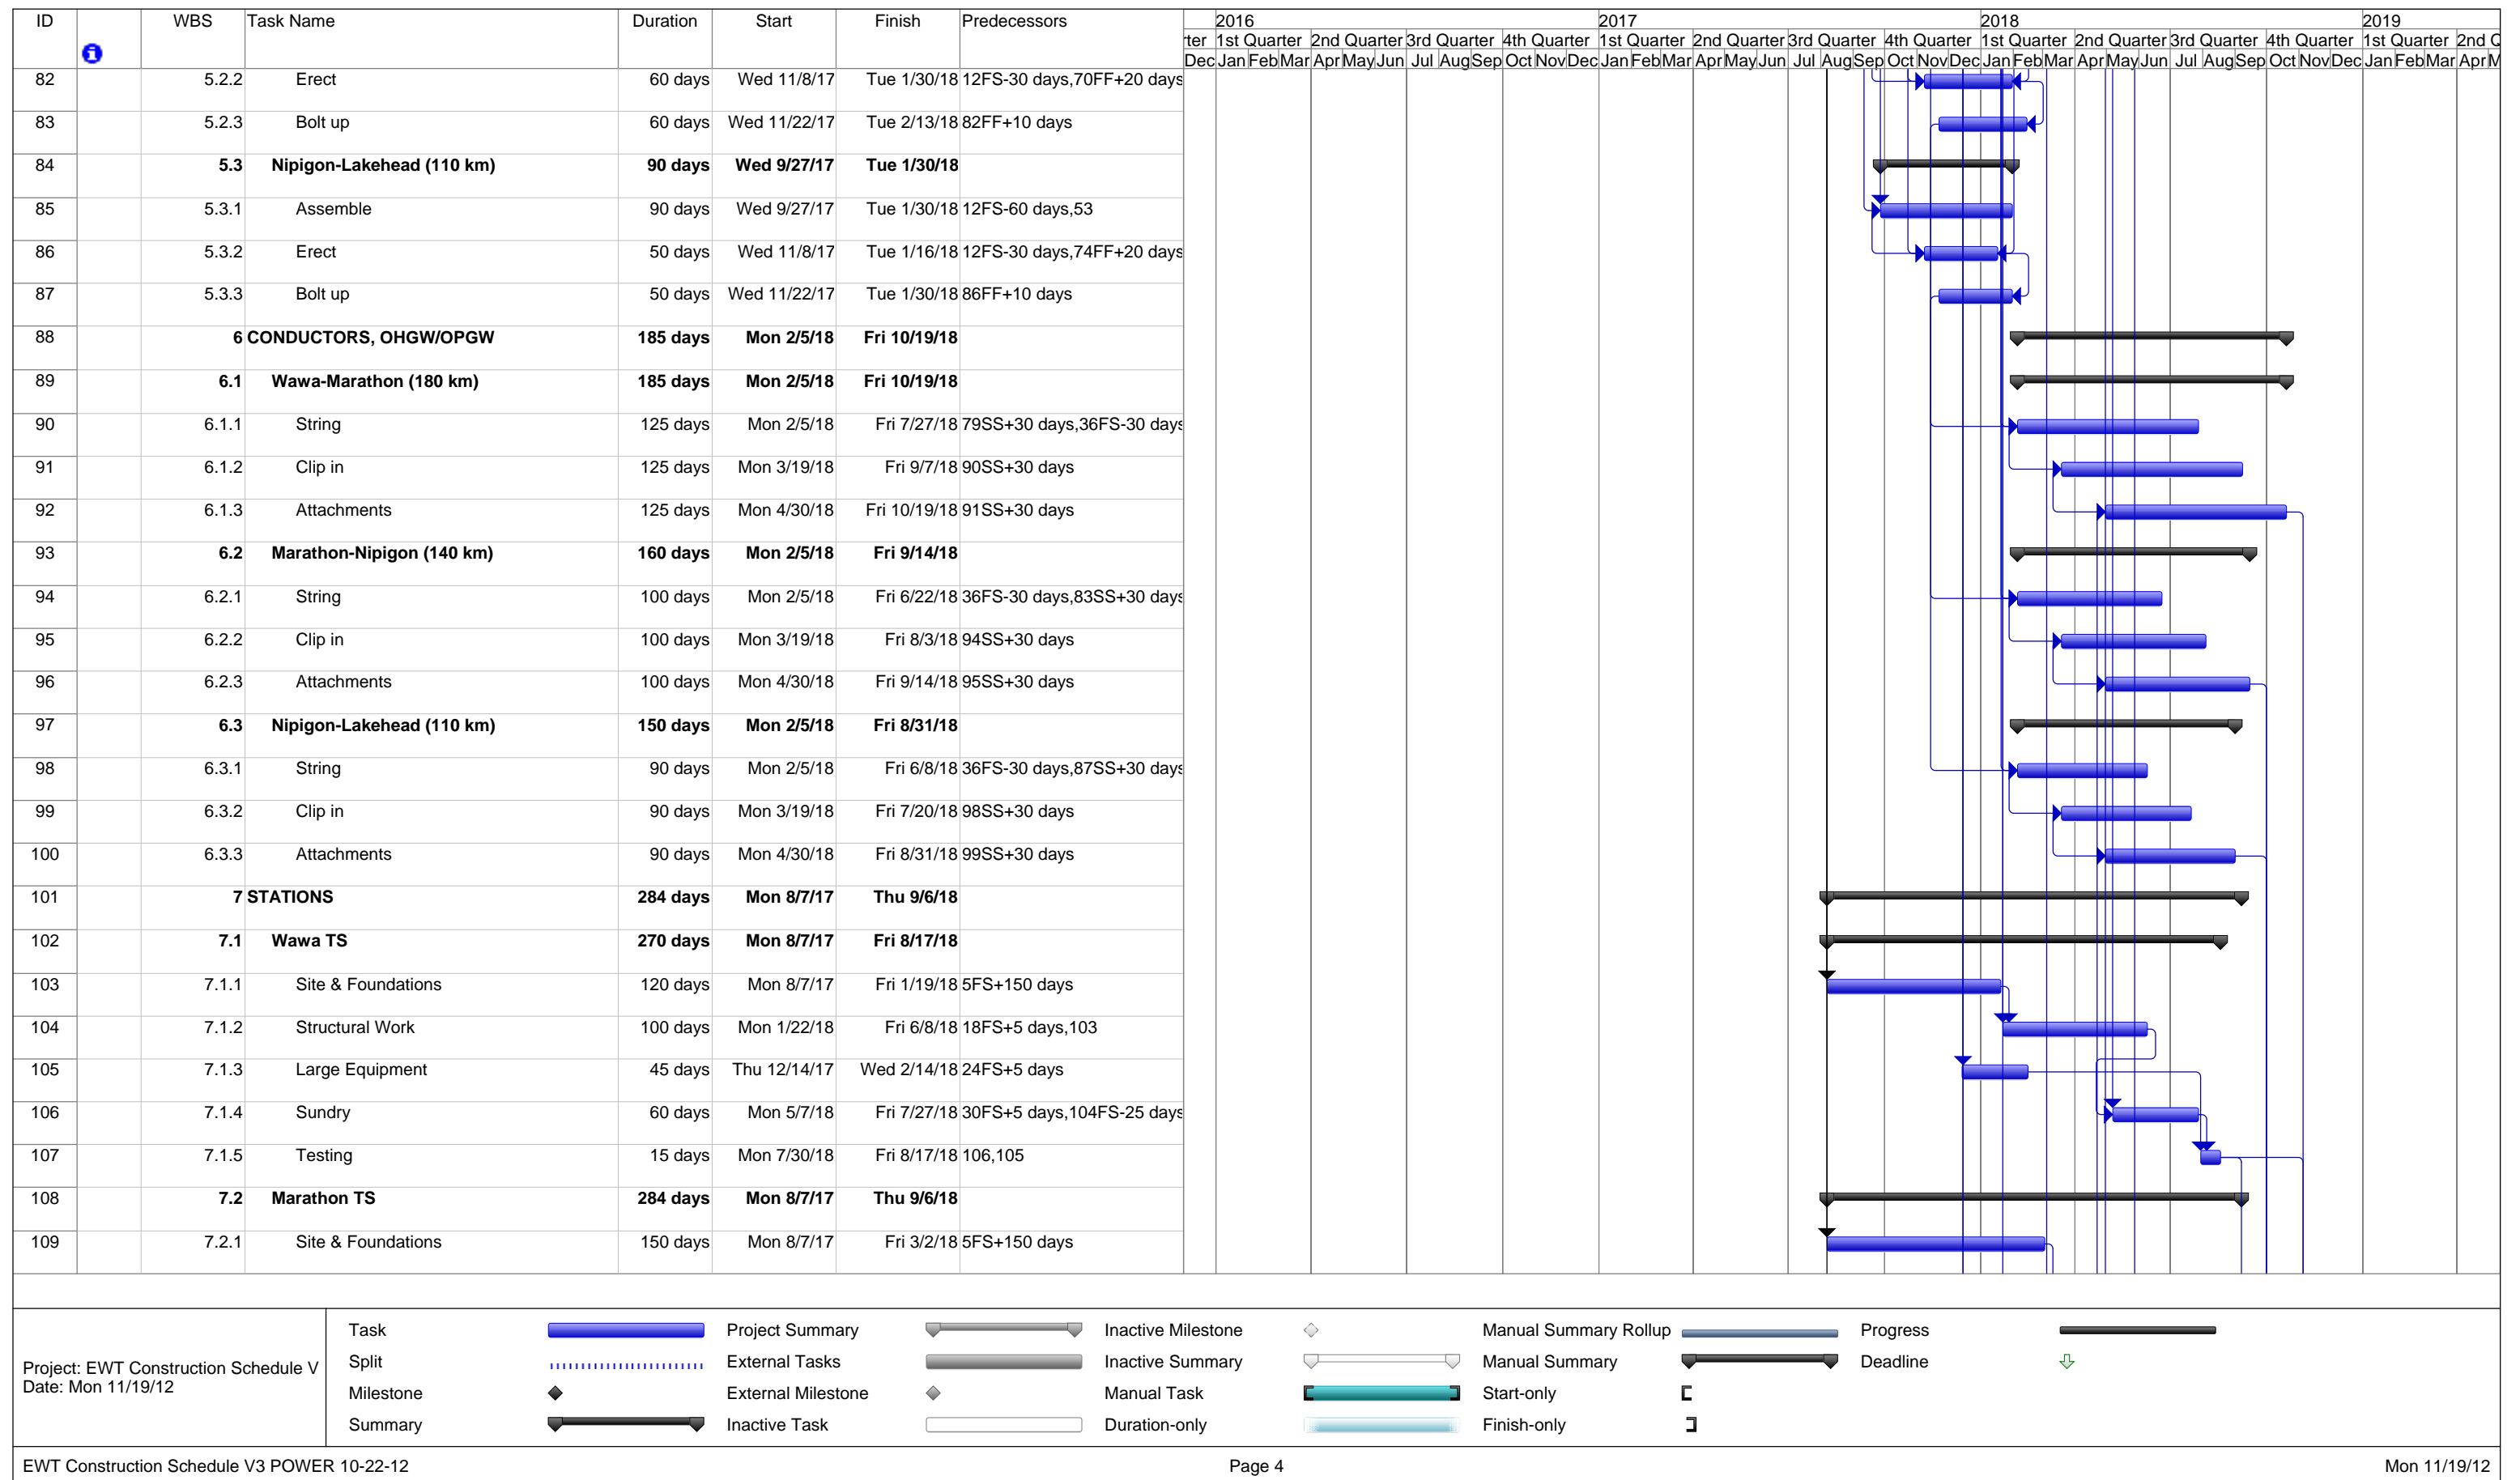 ID WBS Task Name Duration Start Finish Predecessors 2016 2017 2018 2019
ter 1st Quarter 2nd Quarter 3rd Quarter 4th Quarter 1st Quarter 2nd Quarter 3rd Quarter 4th Quarter 1st Quarter 2nd Quarter 3rd Quarter 4th Quarter 1st Quarter 2nd Q
Dec Jan Feb Mar Apr May Jun Jul Aug Sep Oct Nov Dec Jan Feb Mar Apr May Jun Jul Aug Sep Oct Nov Dec Jan Feb Mar Apr May Jun Jul Aug Sep Oct Nov Dec Jan Feb Mar Apr M
82 5.2.2 Erect 60 days Wed 11/8/17 Tue 1/30/18 12FS-30 days,70FF+20 days
83 5.2.3 Bolt up 60 days Wed 11/22/17 Tue 2/13/18 82FF+10 days
84 5.3 Nipigon-Lakehead (110 km) 90 days Wed 9/27/17 Tue 1/30/18
85 5.3.1 Assemble 90 days Wed 9/27/17 Tue 1/30/18 12FS-60 days,53
86 5.3.2 Erect 50 days Wed 11/8/17 Tue 1/16/18 12FS-30 days,74FF+20 days
87 5.3.3 Bolt up 50 days Wed 11/22/17 Tue 1/30/18 86FF+10 days
88 6 CONDUCTORS, OHGW/OPGW 185 days Mon 2/5/18 Fri 10/19/18
89 6.1 Wawa-Marathon (180 km) 185 days Mon 2/5/18 Fri 10/19/18
90 6.1.1 String 125 days Mon 2/5/18 Fri 7/27/18 79SS+30 days,36FS-30 days
91 6.1.2 Clip in 125 days Mon 3/19/18 Fri 9/7/18 90SS+30 days
92 6.1.3 Attachments 125 days Mon 4/30/18 Fri 10/19/18 91SS+30 days
93 6.2 Marathon-Nipigon (140 km) 160 days Mon 2/5/18 Fri 9/14/18
94 6.2.1 String 100 days Mon 2/5/18 Fri 6/22/18 36FS-30 days,83SS+30 days
95 6.2.2 Clip in 100 days Mon 3/19/18 Fri 8/3/18 94SS+30 days
96 6.2.3 Attachments 100 days Mon 4/30/18 Fri 9/14/18 95SS+30 days
97 6.3 Nipigon-Lakehead (110 km) 150 days Mon 2/5/18 Fri 8/31/18
98 6.3.1 String 90 days Mon 2/5/18 Fri 6/8/18 36FS-30 days,87SS+30 days
99 6.3.2 Clip in 90 days Mon 3/19/18 Fri 7/20/18 98SS+30 days
100 6.3.3 Attachments 90 days Mon 4/30/18 Fri 8/31/18 99SS+30 days
101 7 STATIONS 284 days Mon 8/7/17 Thu 9/6/18
102 7.1 Wawa TS 270 days Mon 8/7/17 Fri 8/17/18
103 7.1.1 Site & Foundations 120 days Mon 8/7/17 Fri 1/19/18 5FS+150 days
104 7.1.2 Structural Work 100 days Mon 1/22/18 Fri 6/8/18 18FS+5 days,103
105 7.1.3 Large Equipment 45 days Thu 12/14/17 Wed 2/14/18 24FS+5 days
106 7.1.4 Sundry 60 days Mon 5/7/18 Fri 7/27/18 30FS+5 days,104FS-25 days
107 7.1.5 Testing 15 days Mon 7/30/18 Fri 8/17/18 106,105
108 7.2 Marathon TS 284 days Mon 8/7/17 Thu 9/6/18
109 7.2.1 Site & Foundations 150 days Mon 8/7/17 Fri 3/2/18 5FS+150 days
Project: EWT Construction Schedule V
Date: Mon 11/19/12
Task Project Summary Inactive Milestone Manual Summary Rollup Progress
Split External Tasks Inactive Summary Manual Summary Deadline
Milestone External Milestone Manual Task Start-only
Summary Inactive Task Duration-only Finish-only
EWT Construction Schedule V3 POWER 10-22-12 Page 4 Mon 11/19/12